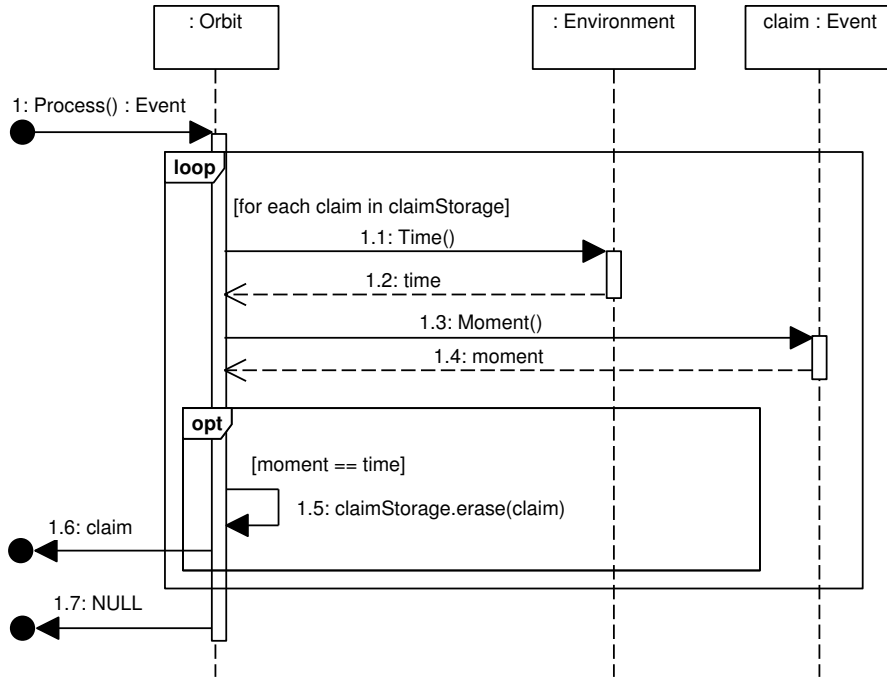 : Orbit
: Environment
claim : Event
1: Process() : Event
loop
[for each claim in claimStorage]
1.1: Time()
1.2: time
1.3: Moment()
1.4: moment
opt
[moment == time]
1.5: claimStorage.erase(claim)
1.6: claim
1.7: NULL